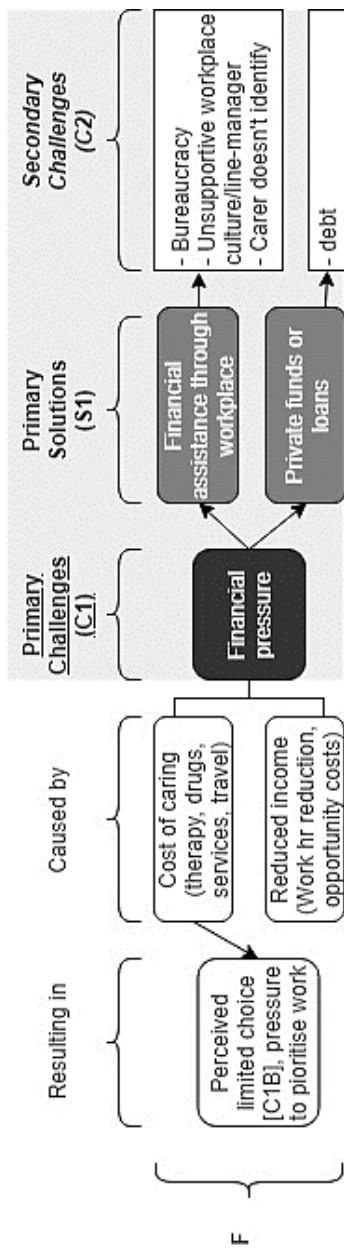 Resulting in
Caused by
Primary
Challenges
(C1)
Primary
Solutions
(S1)
Secondary
Challenges
(C2)
F
Perceived
limited choice
[C1B], pressure
to pioritise work
Cost of caring
(therapy, drugs,
services, travel)
Reduced income
(Work hr reduction,
opportunity costs)
Financial
pressure
Financial
assistance through
workplace
Private funds or
loans
- Bureaucracy
- Unsupportive workplace
culture/line-manager
- Carer doesn't identify
- debt